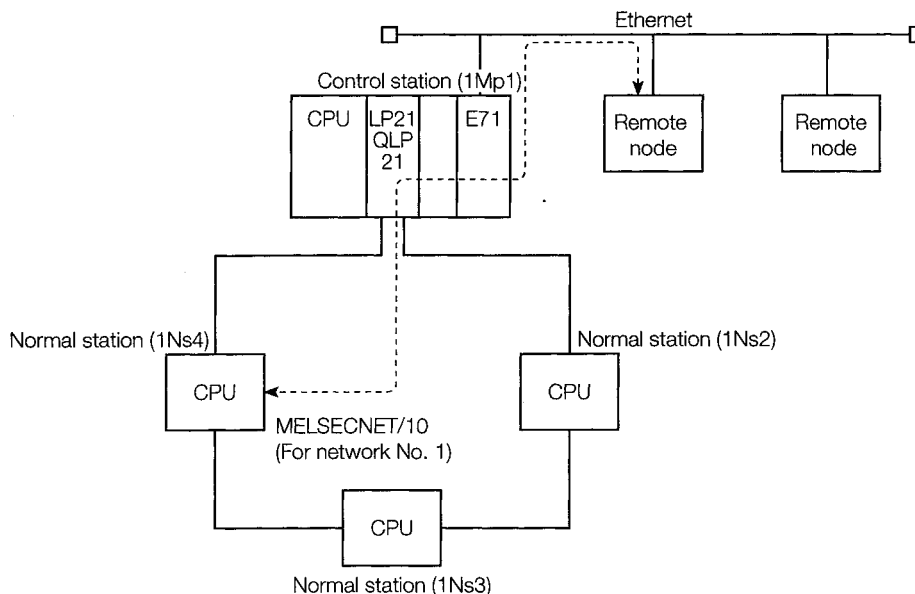 Ethernet
Control station (1Mp1)
CPU
LP21
QLP
21
E71
Remote
node
Remote
node
Normal station (1Ns4)
CPU
Normal station (1Ns2)
CPU
MELSECNET/10
(For network No. 1)
CPU
Normal station (1Ns3)